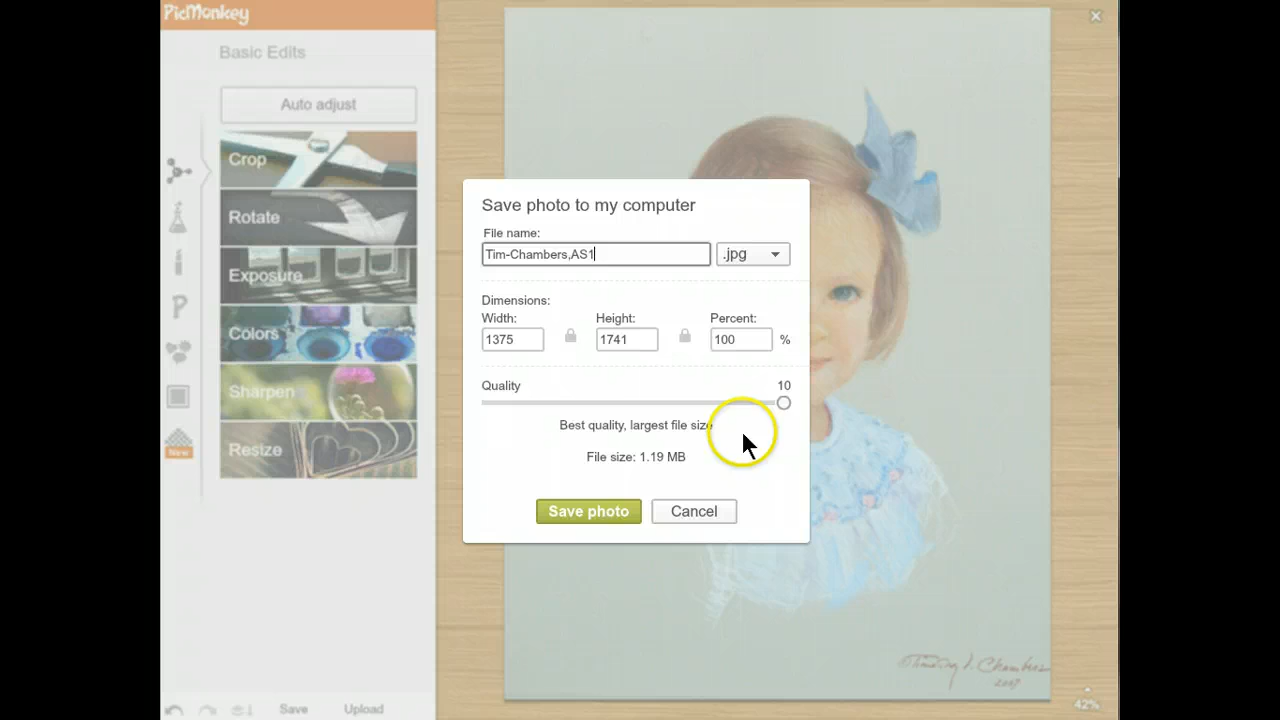 PicMonkey
Basic Edits
Auto adjust
Crop
Rotate
Exposure
Colors
Sharpen
Resize
New
Save
Upload
Save photo to my computer
File name:
Tim-Chambers,AS1
.jpg
Dimensions:
Width:
Height:
Percent:
1375
1741
100
%
Quality
10
Best quality, largest file size
File size: 1.19 MB
Save photo
Cancel
Chambers
2007
42%